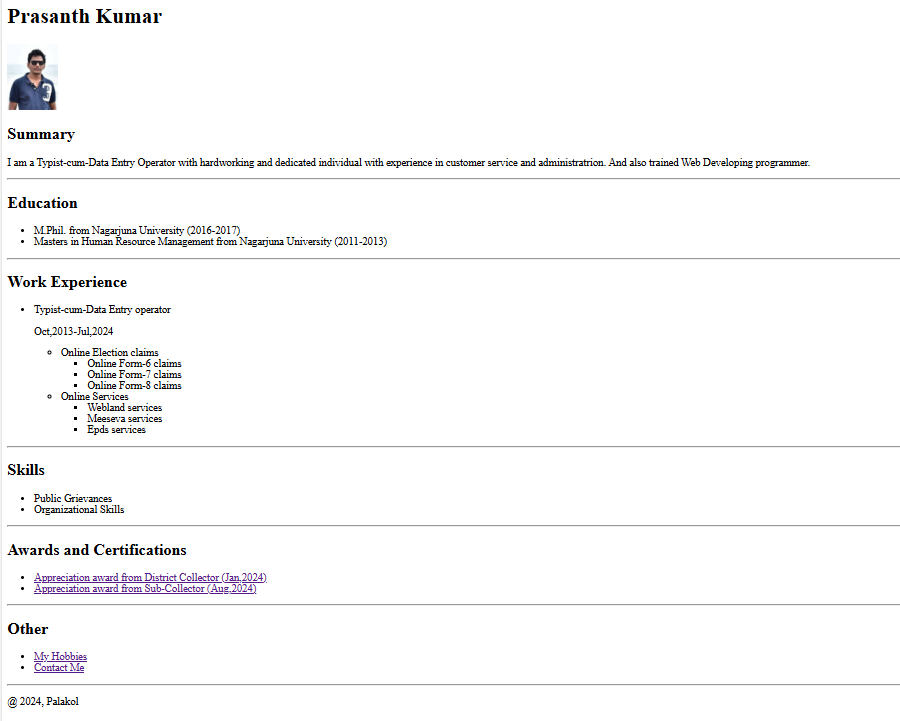 Prasanth Kumar
Summary
I am a Typist-cum-Data Entry Operator with hardworking and dedicated individual with experience in customer service and administratrion. And also trained Web Developing programmer.
Education
M.Phil. from Nagarjuna University (2016-2017)
Masters in Human Resource Management from Nagarjuna University (2011-2013)
Work Experience
Typist-cum-Data Entry operator
Oct,2013-Jul,2024
Online Election claims
Online Form-6 claims
Online Form-7 claims
Online Form-8 claims
Online Services
Webland services
Meeseva services
Epds services
Skills
Public Grievances
Organizational Skills
Awards and Certifications
Appreciation award from District Collector (Jan,2024)
Appreciation award from Sub-Collector (Aug,2024)
Other
My Hobbies
Contact Me
@ 2024, Palakol